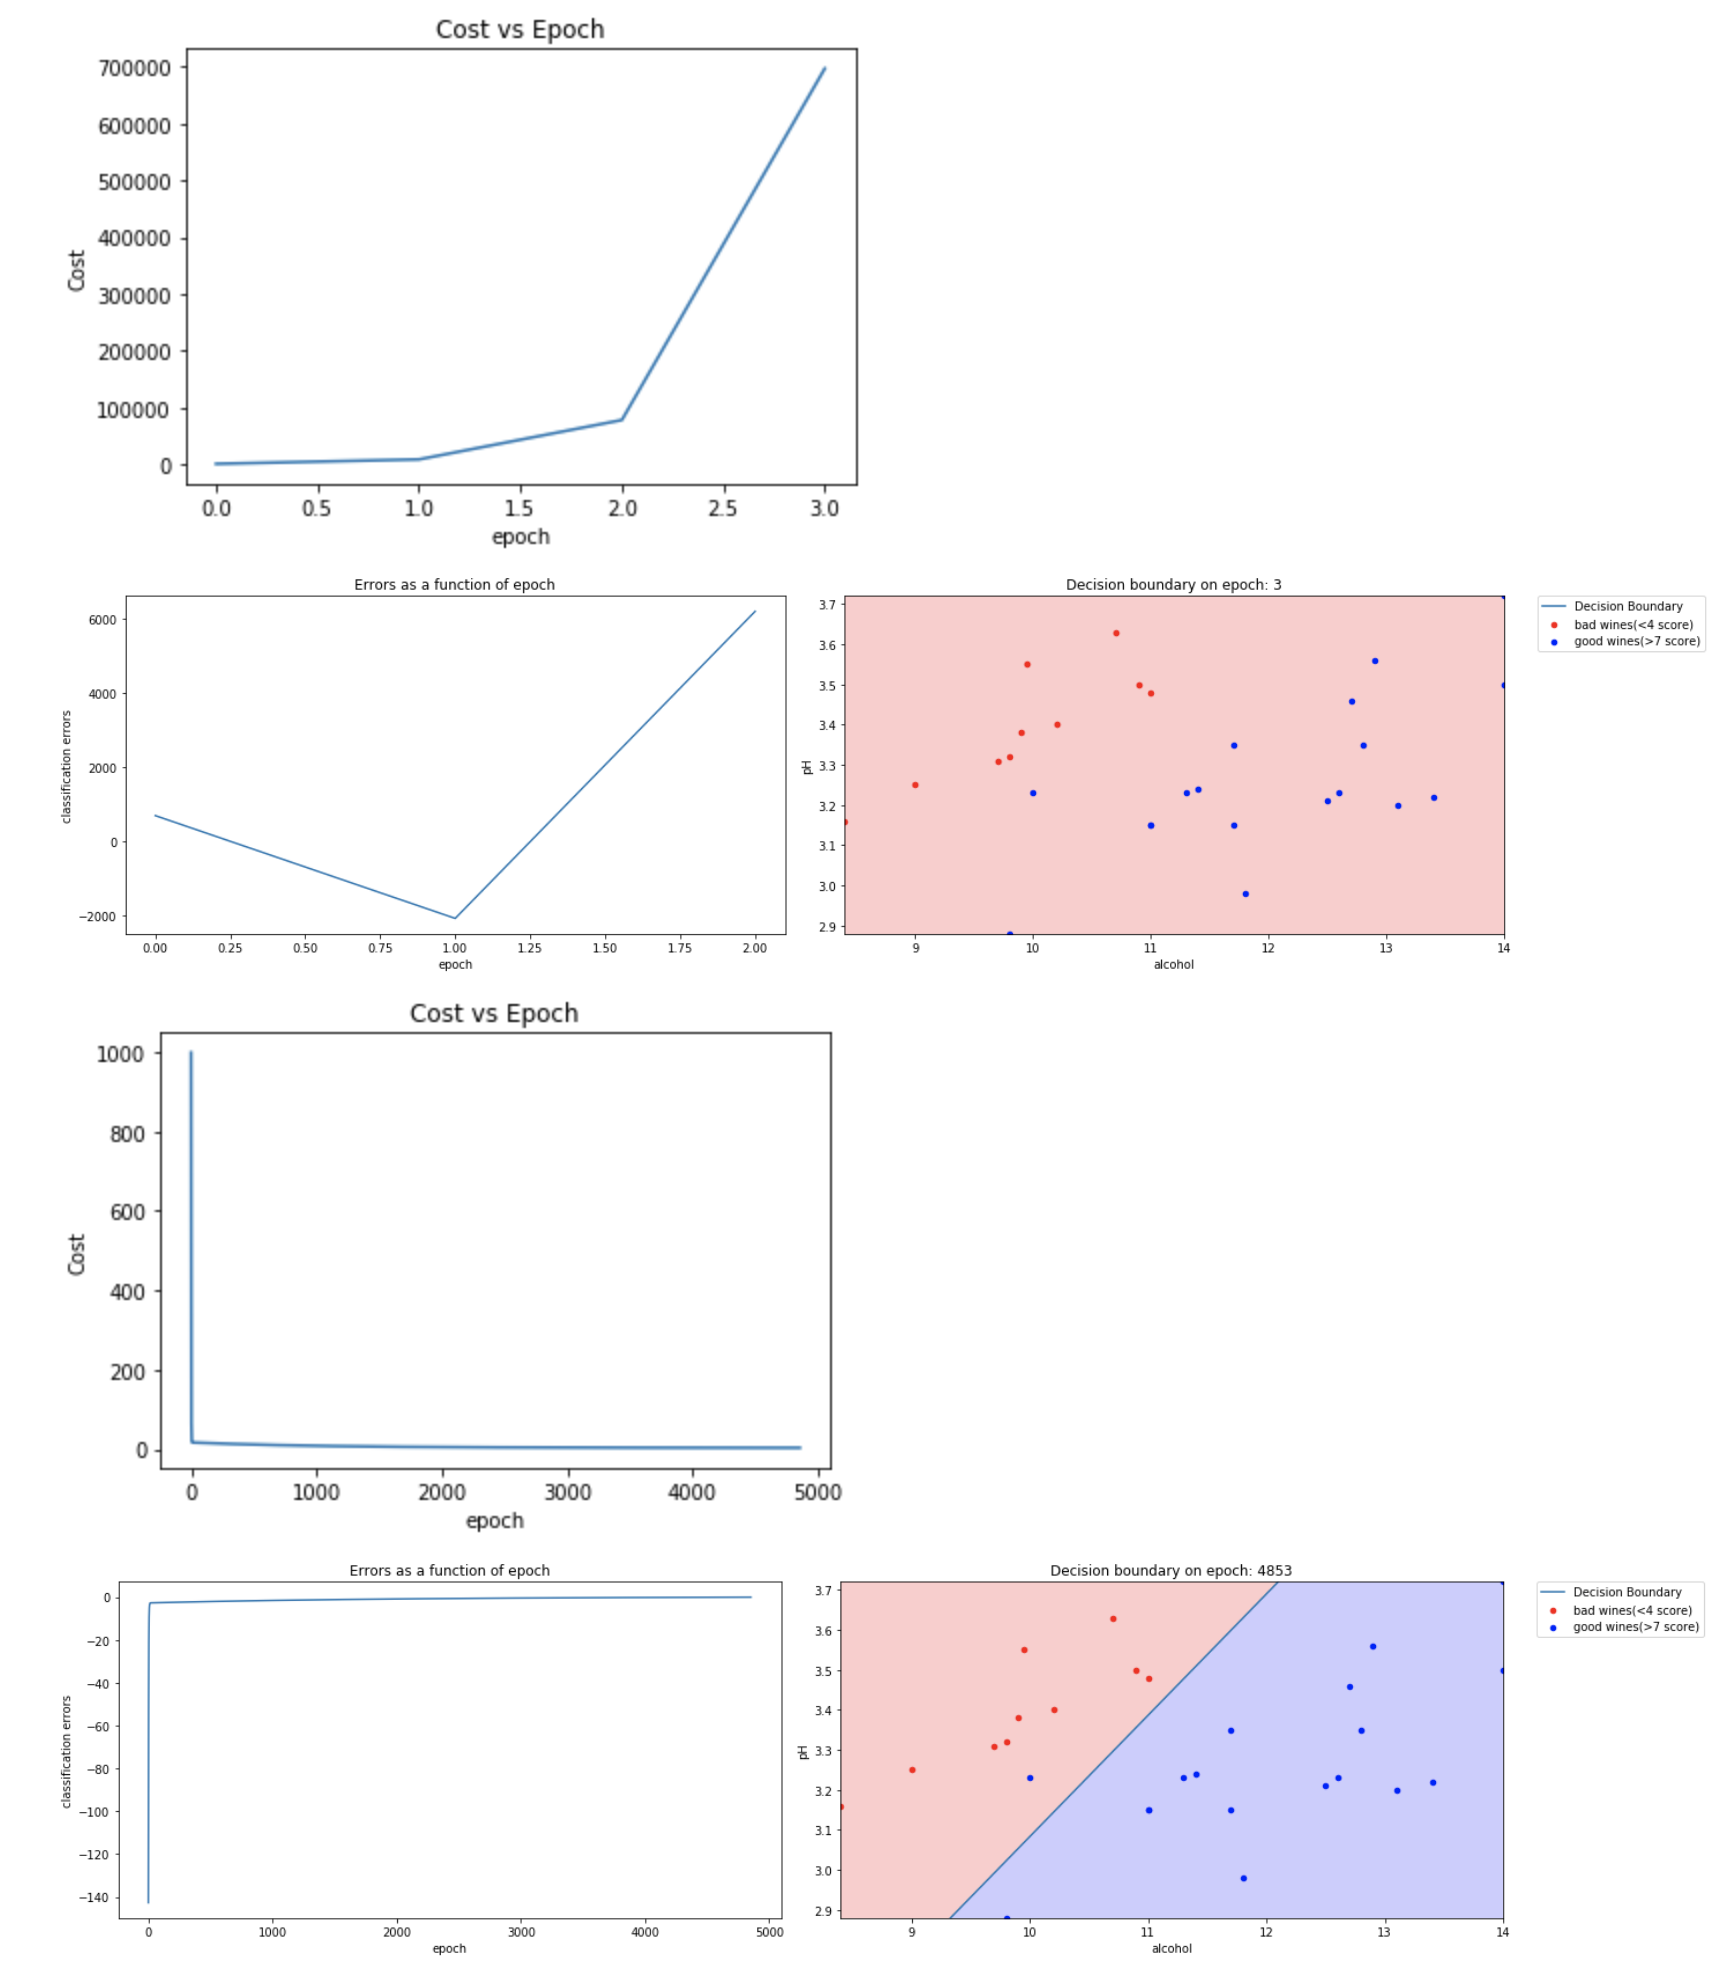 Cost vs Epoch
700000
600000
500000
400000
300000
200000
100000
0
Cost
0.0 0.5 1.0 1.5 2.0 2.5 3.0
epoch
Errors as a function of epoch
6000
4000
2000
0
−2000
classification errors
0.00 0.25 0.50 0.75 1.00 1.25 1.50 1.75 2.00
epoch
Decision boundary on epoch: 3
3.7
3.6
3.5
3.4
3.3
3.2
3.1
3.0
2.9
pH
9 10 11 12 13 14
alcohol
Decision Boundary
bad wines(<4 score)
good wines(>7 score)
Cost vs Epoch
1000
800
600
400
200
0
Cost
0 1000 2000 3000 4000 5000
epoch
Errors as a function of epoch
0
−20
−40
−60
−80
−100
−120
−140
classification errors
0 1000 2000 3000 4000 5000
epoch
Decision boundary on epoch: 4853
3.7
3.6
3.5
3.4
3.3
3.2
3.1
3.0
2.9
pH
9 10 11 12 13 14
alcohol
Decision Boundary
bad wines(<4 score)
good wines(>7 score)